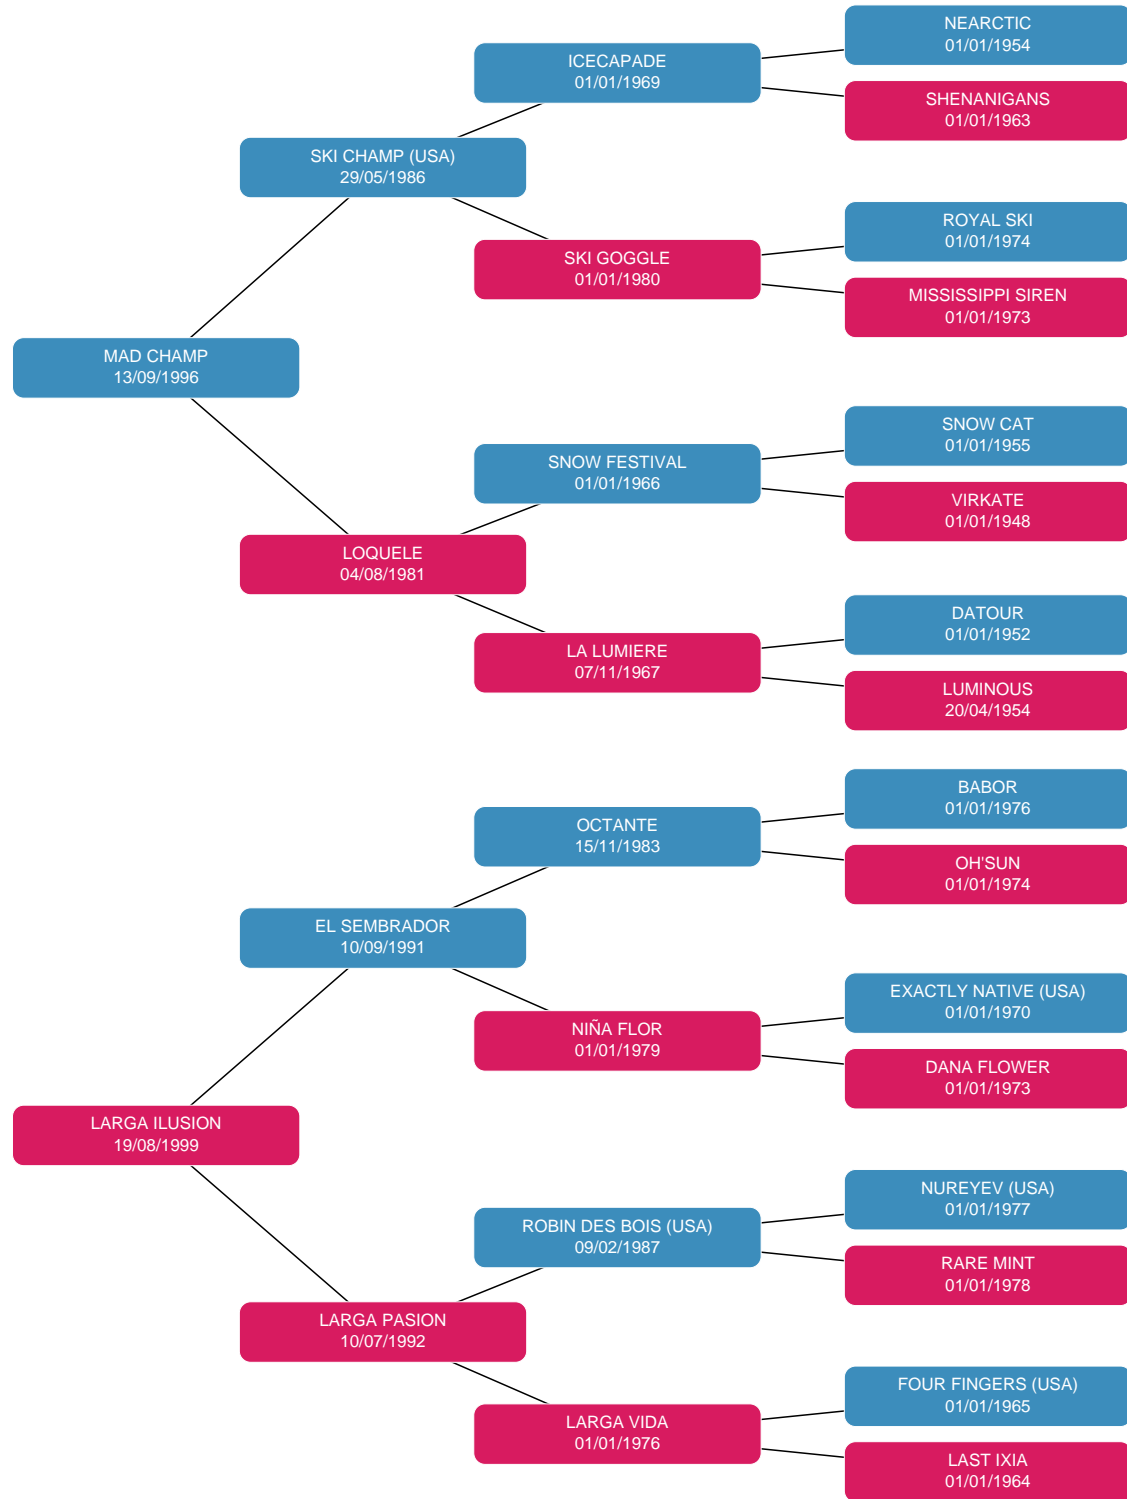 NEARCTIC
01/01/1954
ICECAPADE
01/01/1969
SHENANIGANS
01/01/1963
SKI CHAMP (USA)
29/05/1986
ROYAL SKI
01/01/1974
SKI GOGGLE
01/01/1980
MISSISSIPPI SIREN
01/01/1973
MAD CHAMP
13/09/1996
SNOW CAT
01/01/1955
SNOW FESTIVAL
01/01/1966
VIRKATE
01/01/1948
LOQUELE
04/08/1981
DATOUR
01/01/1952
LA LUMIERE
07/11/1967
LUMINOUS
20/04/1954
BABOR
01/01/1976
OCTANTE
15/11/1983
OH'SUN
01/01/1974
EL SEMBRADOR
10/09/1991
EXACTLY NATIVE (USA)
01/01/1970
NIÑA FLOR
01/01/1979
DANA FLOWER
01/01/1973
LARGA ILUSION
19/08/1999
NUREYEV (USA)
01/01/1977
ROBIN DES BOIS (USA)
09/02/1987
RARE MINT
01/01/1978
LARGA PASION
10/07/1992
FOUR FINGERS (USA)
01/01/1965
LARGA VIDA
01/01/1976
LAST IXIA
01/01/1964